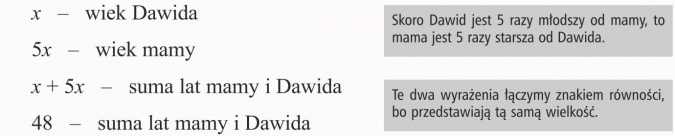 x – wiek Dawida
5x – wiek mamy
x + 5x – suma lat mamy i Dawida
48 – suma lat mamy i Dawida
Skoro Dawid jest 5 razy młodszy od mamy, to
mama jest 5 razy starsza od Dawida.
Te dwa wyrażenia łączymy znakiem równości,
bo przedstawiają tą samą wielkość.